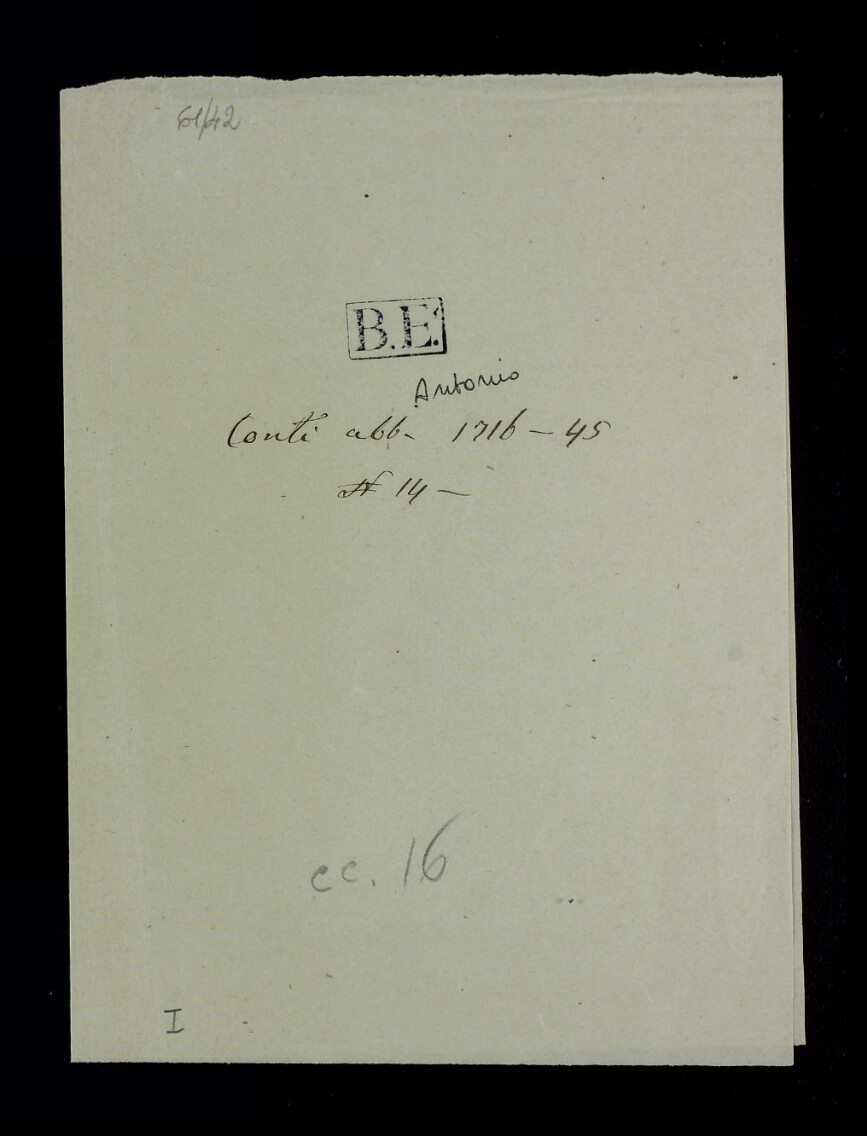 61/42
B.E.
Antonio
Conti abb. 1716 – 45
N 14 –
cc. 16
I